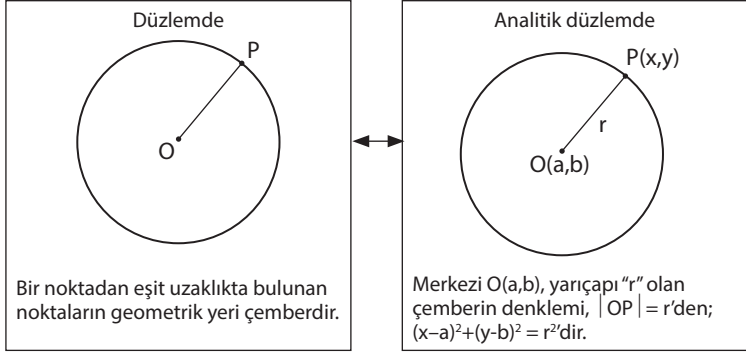 Düzlemde
P
O
Bir noktadan eşit uzaklıkta bulunan
noktaların geometrik yeri çemberdir.
Analitik düzlemde
P(x,y)
r
O(a,b)
Merkezi O(a,b), yarıçapı “r” olan
çemberin denklemi, |OP| = r’den;
(x–a)²+(y-b)² = r²’dir.